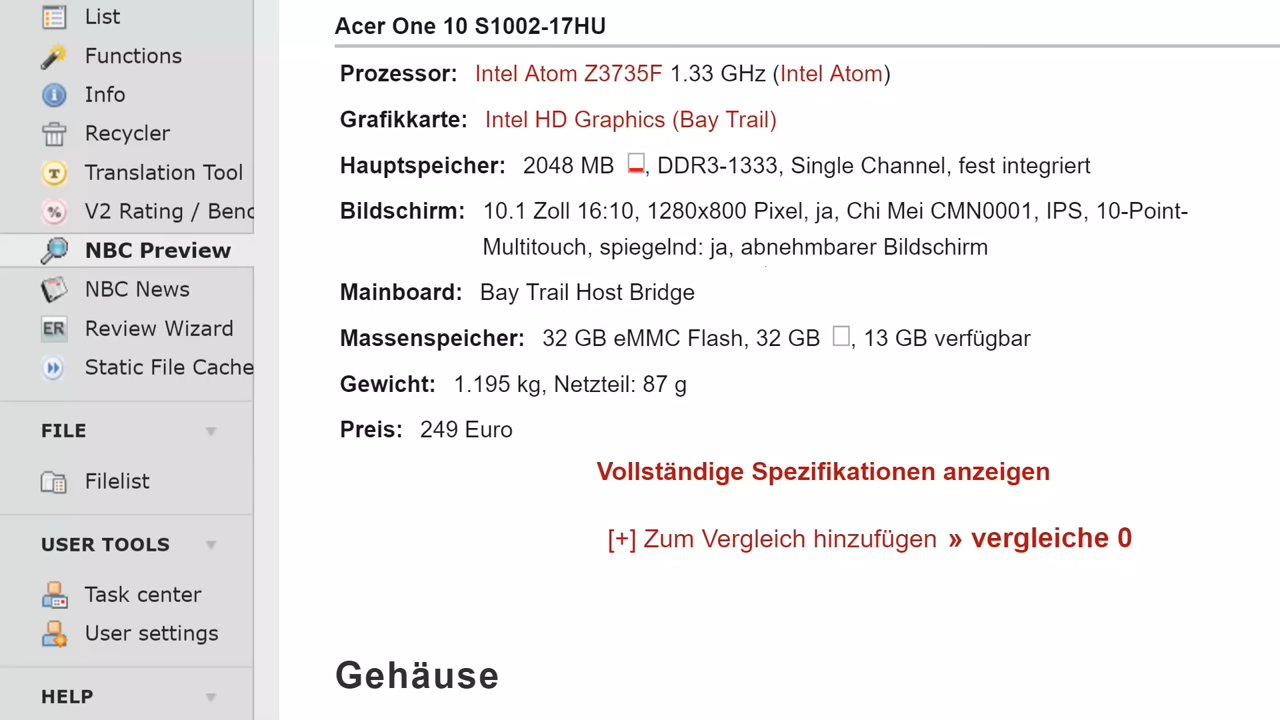 List
Functions
Info
Recycler
Translation Tool
V2 Rating / Benc
NBC Preview
NBC News
ER Review Wizard
Static File Cache
FILE
Filelist
USER TOOLS
Task center
User settings
HELP
Acer One 10 S1002-17HU
Prozessor: Intel Atom Z3735F 1.33 GHz (Intel Atom)
Grafikkarte: Intel HD Graphics (Bay Trail)
Hauptspeicher: 2048 MB , DDR3-1333, Single Channel, fest integriert
Bildschirm: 10.1 Zoll 16:10, 1280x800 Pixel, ja, Chi Mei CMN0001, IPS, 10-Point-
Multitouch, spiegelnd: ja, abnehmbarer Bildschirm
Mainboard: Bay Trail Host Bridge
Massenspeicher: 32 GB eMMC Flash, 32 GB , 13 GB verfügbar
Gewicht: 1.195 kg, Netzteil: 87 g
Preis: 249 Euro
Vollständige Spezifikationen anzeigen
[+] Zum Vergleich hinzufügen » vergleiche 0
Gehäuse